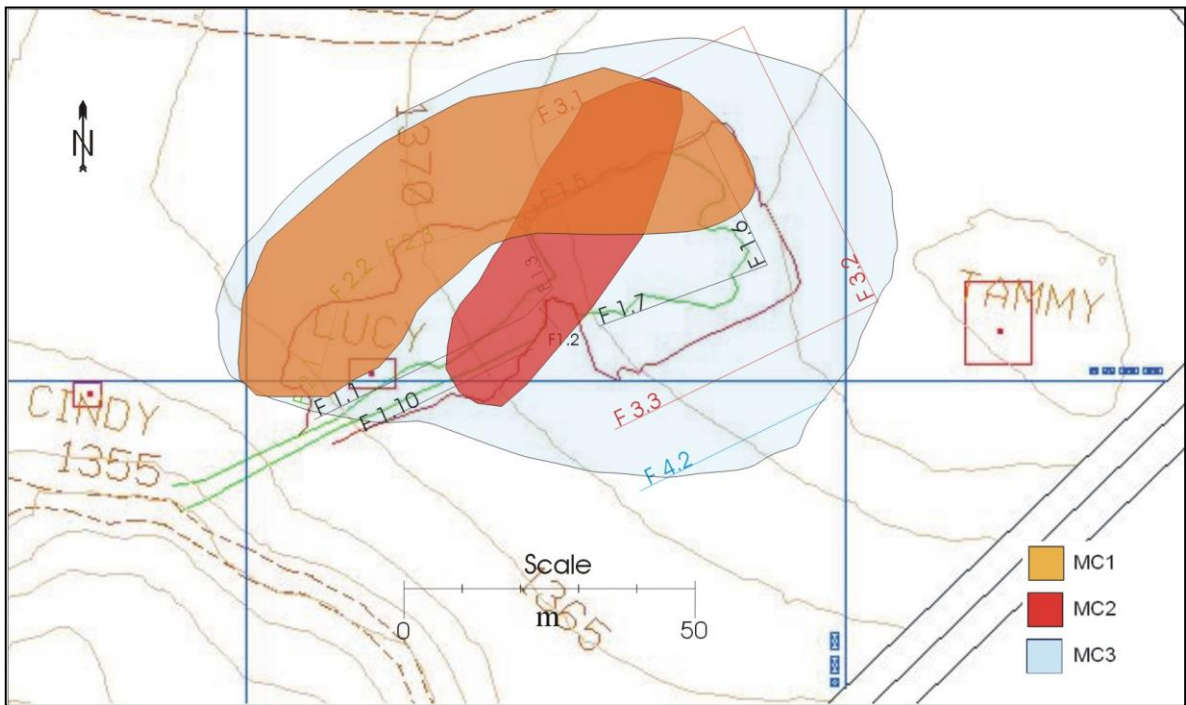 N
1370
F 3.1
F 1.5
F 2.3
F 1.6
F 1.3
F 2.2
F 3.2
TAMMY
LUCY
F 1.7
F1.2
CINDY
F 1.1
F 1.10
F 3.3
1355
F 4.2
Scale
m
0
50
1365
MC1
MC2
MC3